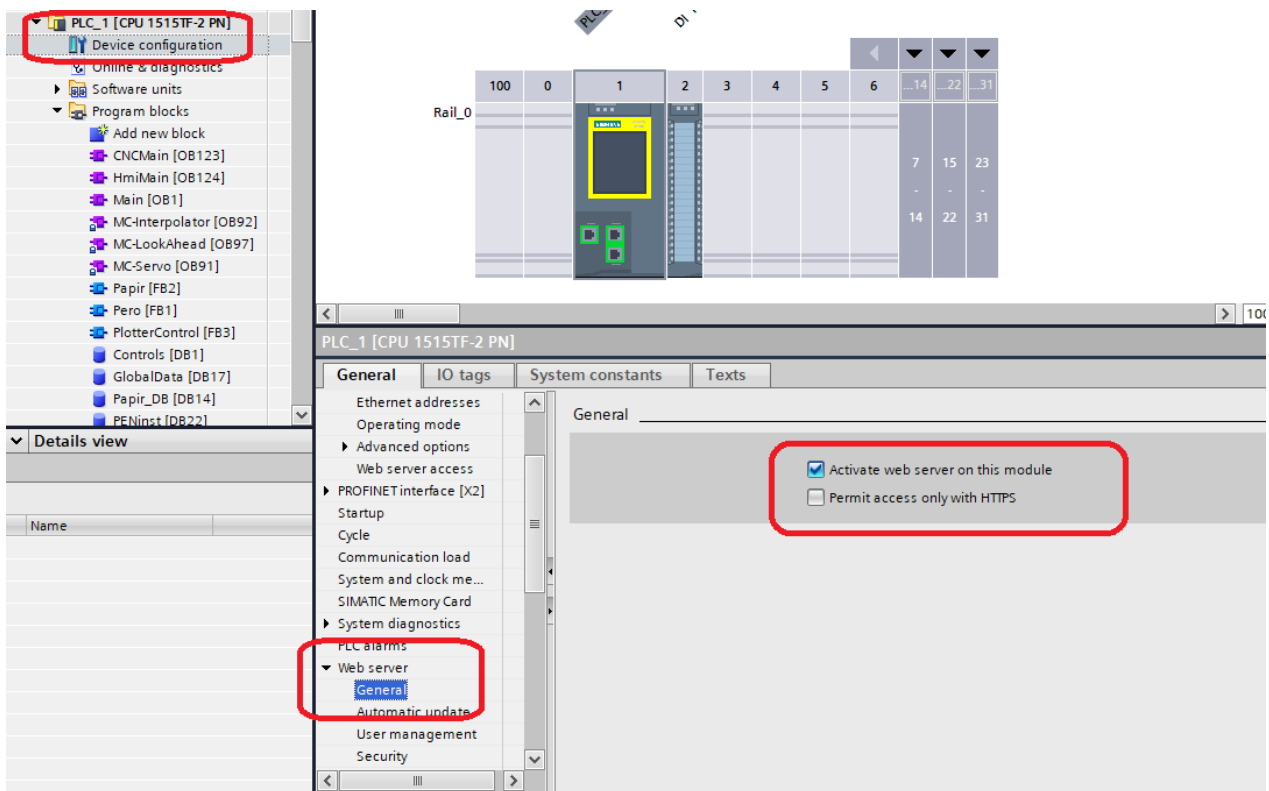 PLC_1 [CPU 1515TF-2 PN]
Device configuration
Online & diagnostics
Software units
Program blocks
Add new block
CNCMain [OB123]
HmiMain [OB124]
Main [OB1]
MC-Interpolator [OB92]
MC-LookAhead [OB97]
MC-Servo [OB91]
Papir [FB2]
Pero [FB1]
PlotterControl [FB3]
Controls [DB1]
GlobalData [DB17]
Papir_DB [DB14]
PENinst [DB22]
Details view
Name
PLC
DI
100 0 1 2 3 4 5 6 ...14 ...22 ...31
Rail_0
SIEMENS
7 15 23
- - -
14 22 31
100
PLC_1 [CPU 1515TF-2 PN]
General IO tags System constants Texts
Ethernet addresses
Operating mode
Advanced options
Web server access
PROFINET interface [X2]
Startup
Cycle
Communication load
System and clock me...
SIMATIC Memory Card
System diagnostics
PLC alarms
Web server
General
Automatic update
User management
Security
General
Activate web server on this module
Permit access only with HTTPS